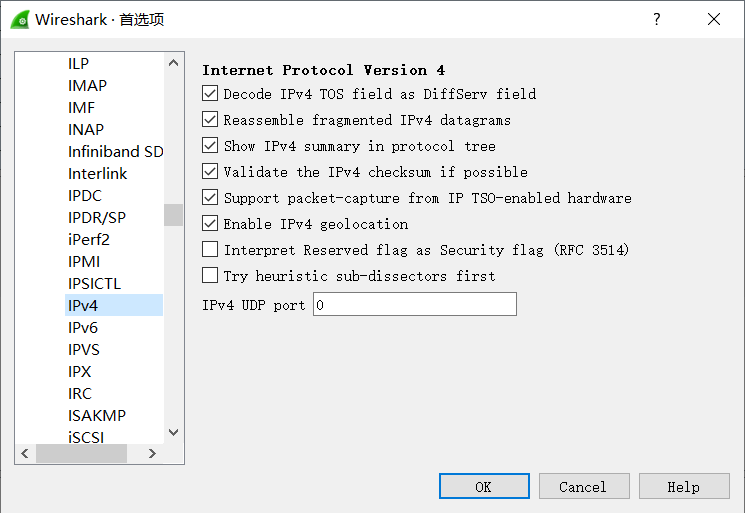 Wireshark · 首选项
ILP
IMAP
IMF
INAP
Infiniband SD
Interlink
IPDC
IPDR/SP
iPerf2
IPMI
IPSICTL
IPv4
IPv6
IPVS
IPX
IRC
ISAKMP
iSCSI
Internet Protocol Version 4
Decode IPv4 TOS field as DiffServ field
Reassemble fragmented IPv4 datagrams
Show IPv4 summary in protocol tree
Validate the IPv4 checksum if possible
Support packet-capture from IP TSO-enabled hardware
Enable IPv4 geolocation
Interpret Reserved flag as Security flag (RFC 3514)
Try heuristic sub-dissectors first
IPv4 UDP port 0
OK Cancel Help